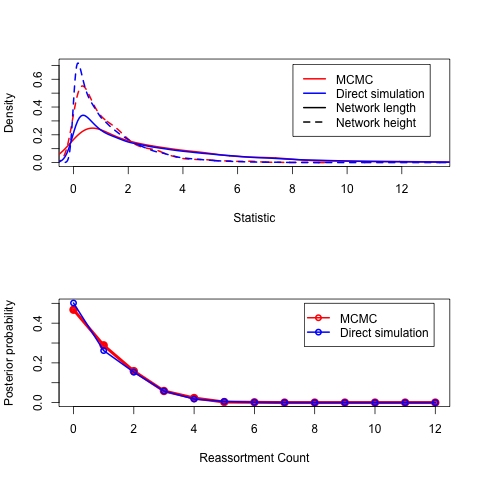 Density
0.0 0.2 0.4 0.6
MCMC
Direct simulation
Network length
Network height
0 2 4 6 8 10 12
Statistic
Posterior probability
0.0 0.2 0.4
MCMC
Direct simulation
0 2 4 6 8 10 12
Reassortment Count